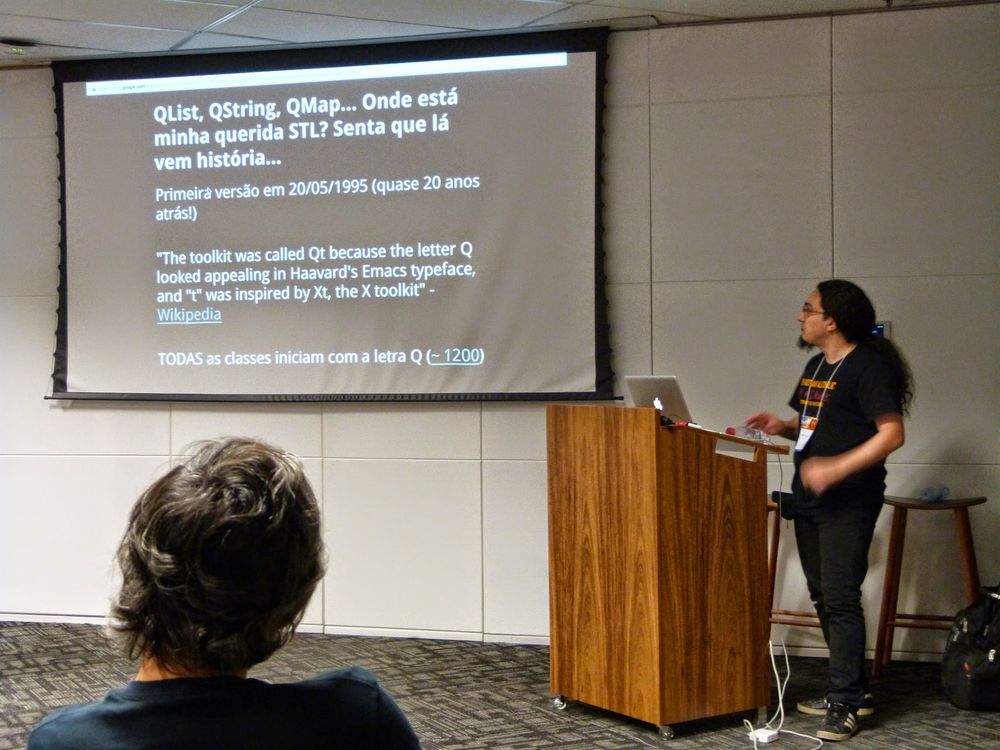 QList, QString, QMap... Onde está
minha querida STL? Senta que lá
vem história...
Primeira versão em 20/05/1995 (quase 20 anos
atrás!)
"The toolkit was called Qt because the letter Q
looked appealing in Haavard's Emacs typeface,
and "t" was inspired by Xt, the X toolkit" -
Wikipedia
TODAS as classes iniciam com a letra Q (~ 1200)